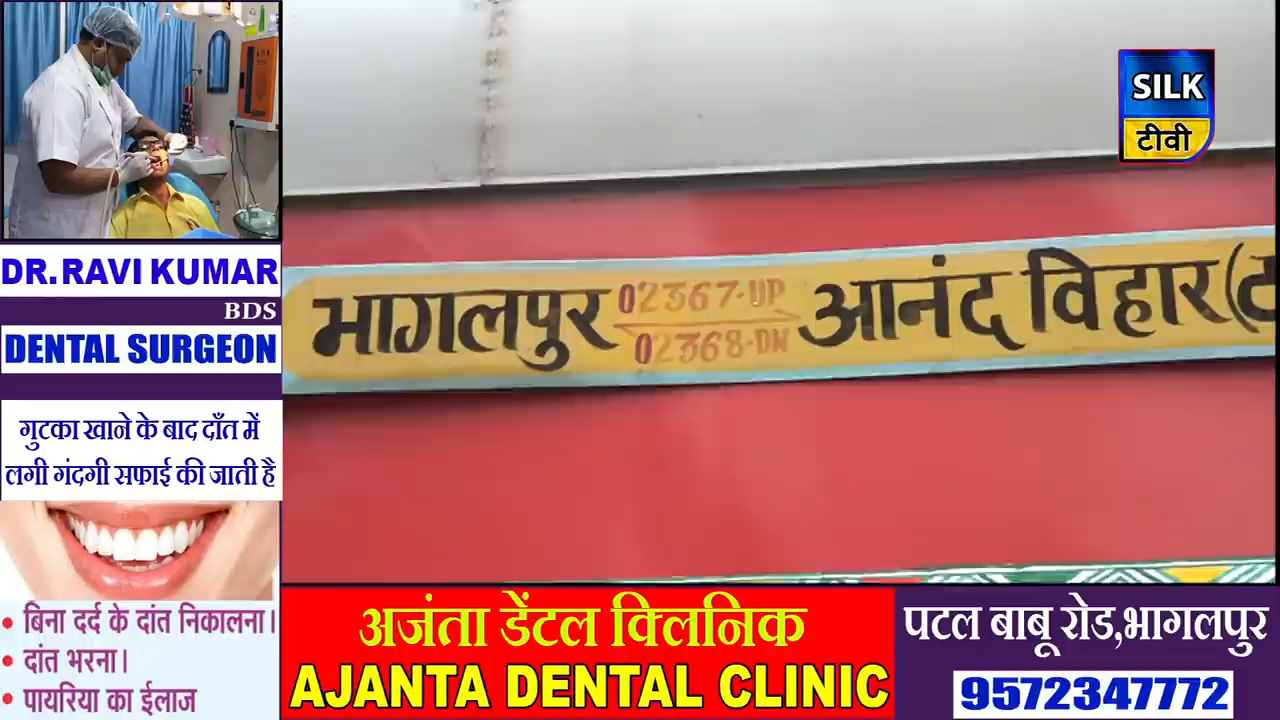 SILK
टीवी
भागलपुर 02367-UP आनंद विहार (ट
02368-DN
DR. RAVI KUMAR
BDS
DENTAL SURGEON
गुटका खाने के बाद दाँत में
लगी गंदगी सफाई की जाती है
• बिना दर्द के दांत निकालना।
• दांत भरना।
• पायरिया का ईलाज
अजंता डेंटल क्लिनिक
AJANTA DENTAL CLINIC
पटल बाबू रोड,भागलपुर
9572347772